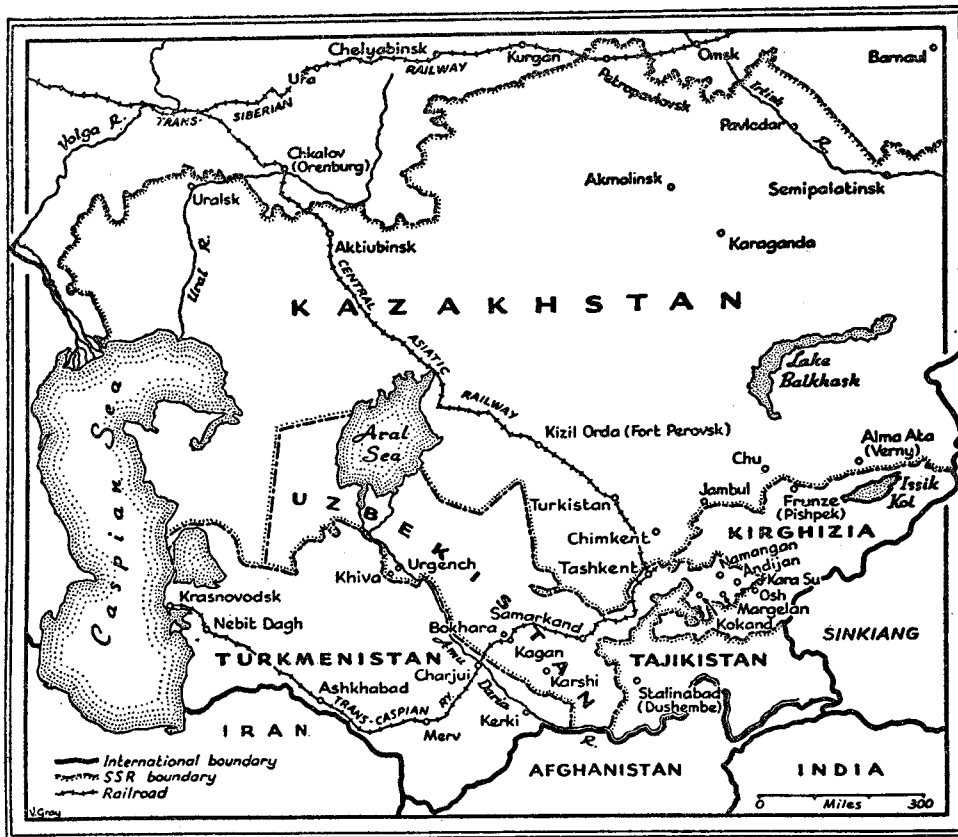 Chelyabinsk
Kurgan
Omsk
Barnaul
Ufa
RAILWAY
SIBERIAN
TRANS-
Petropavlovsk
Irtish
R.
Volga R.
Pavledar
Chkalov
(Orenburg)
Akmolinsk
Semipalatinsk
Uralsk
Ural R.
Aktiubinsk
Karaganda
CENTRAL
KAZAKHSTAN
ASIATIC
RAILWAY
Lake
Balkhask
Caspian Sea
Aral
Sea
Kizil Orda (Fort Perovsk)
Alma Ata
(Verny)
Chu
Issik
Kol
Jambul
Frunze
(Pishpek)
UZBEKISTAN
Turkistan
KIRGHIZIA
Chimkent
Namangan
Andijan
Tashkent
Kara Su
Urgench
Osh
Khiva
Margelan
Kokand
Krasnovodsk
Samarkand
Nebit Dagh
Bokhara
SINKIANG
Kagan
TURKMENISTAN
Amu
TAJIKISTAN
Charjui
Karshi
Daria
R.
Ashkhabad
Stalinabad
(Dushembe)
TRANS-CASPIAN
RY.
Kerki
Merv
IRAN
AFGHANISTAN
INDIA
International boundary
SSR boundary
Railroad
0 Miles 300
V. Gray